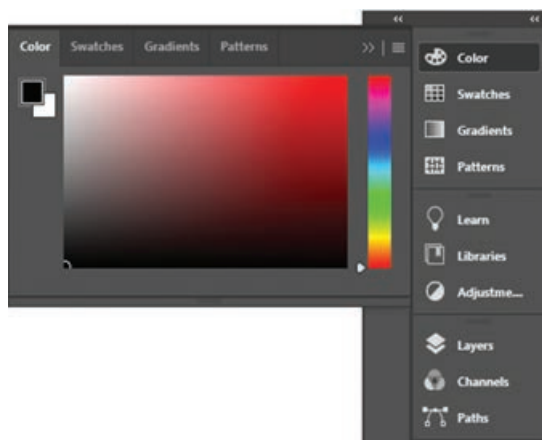 Color Swatches Gradients Patterns
Color
Swatches
Gradients
Patterns
Learn
Libraries
Adjustme...
Layers
Channels
Paths